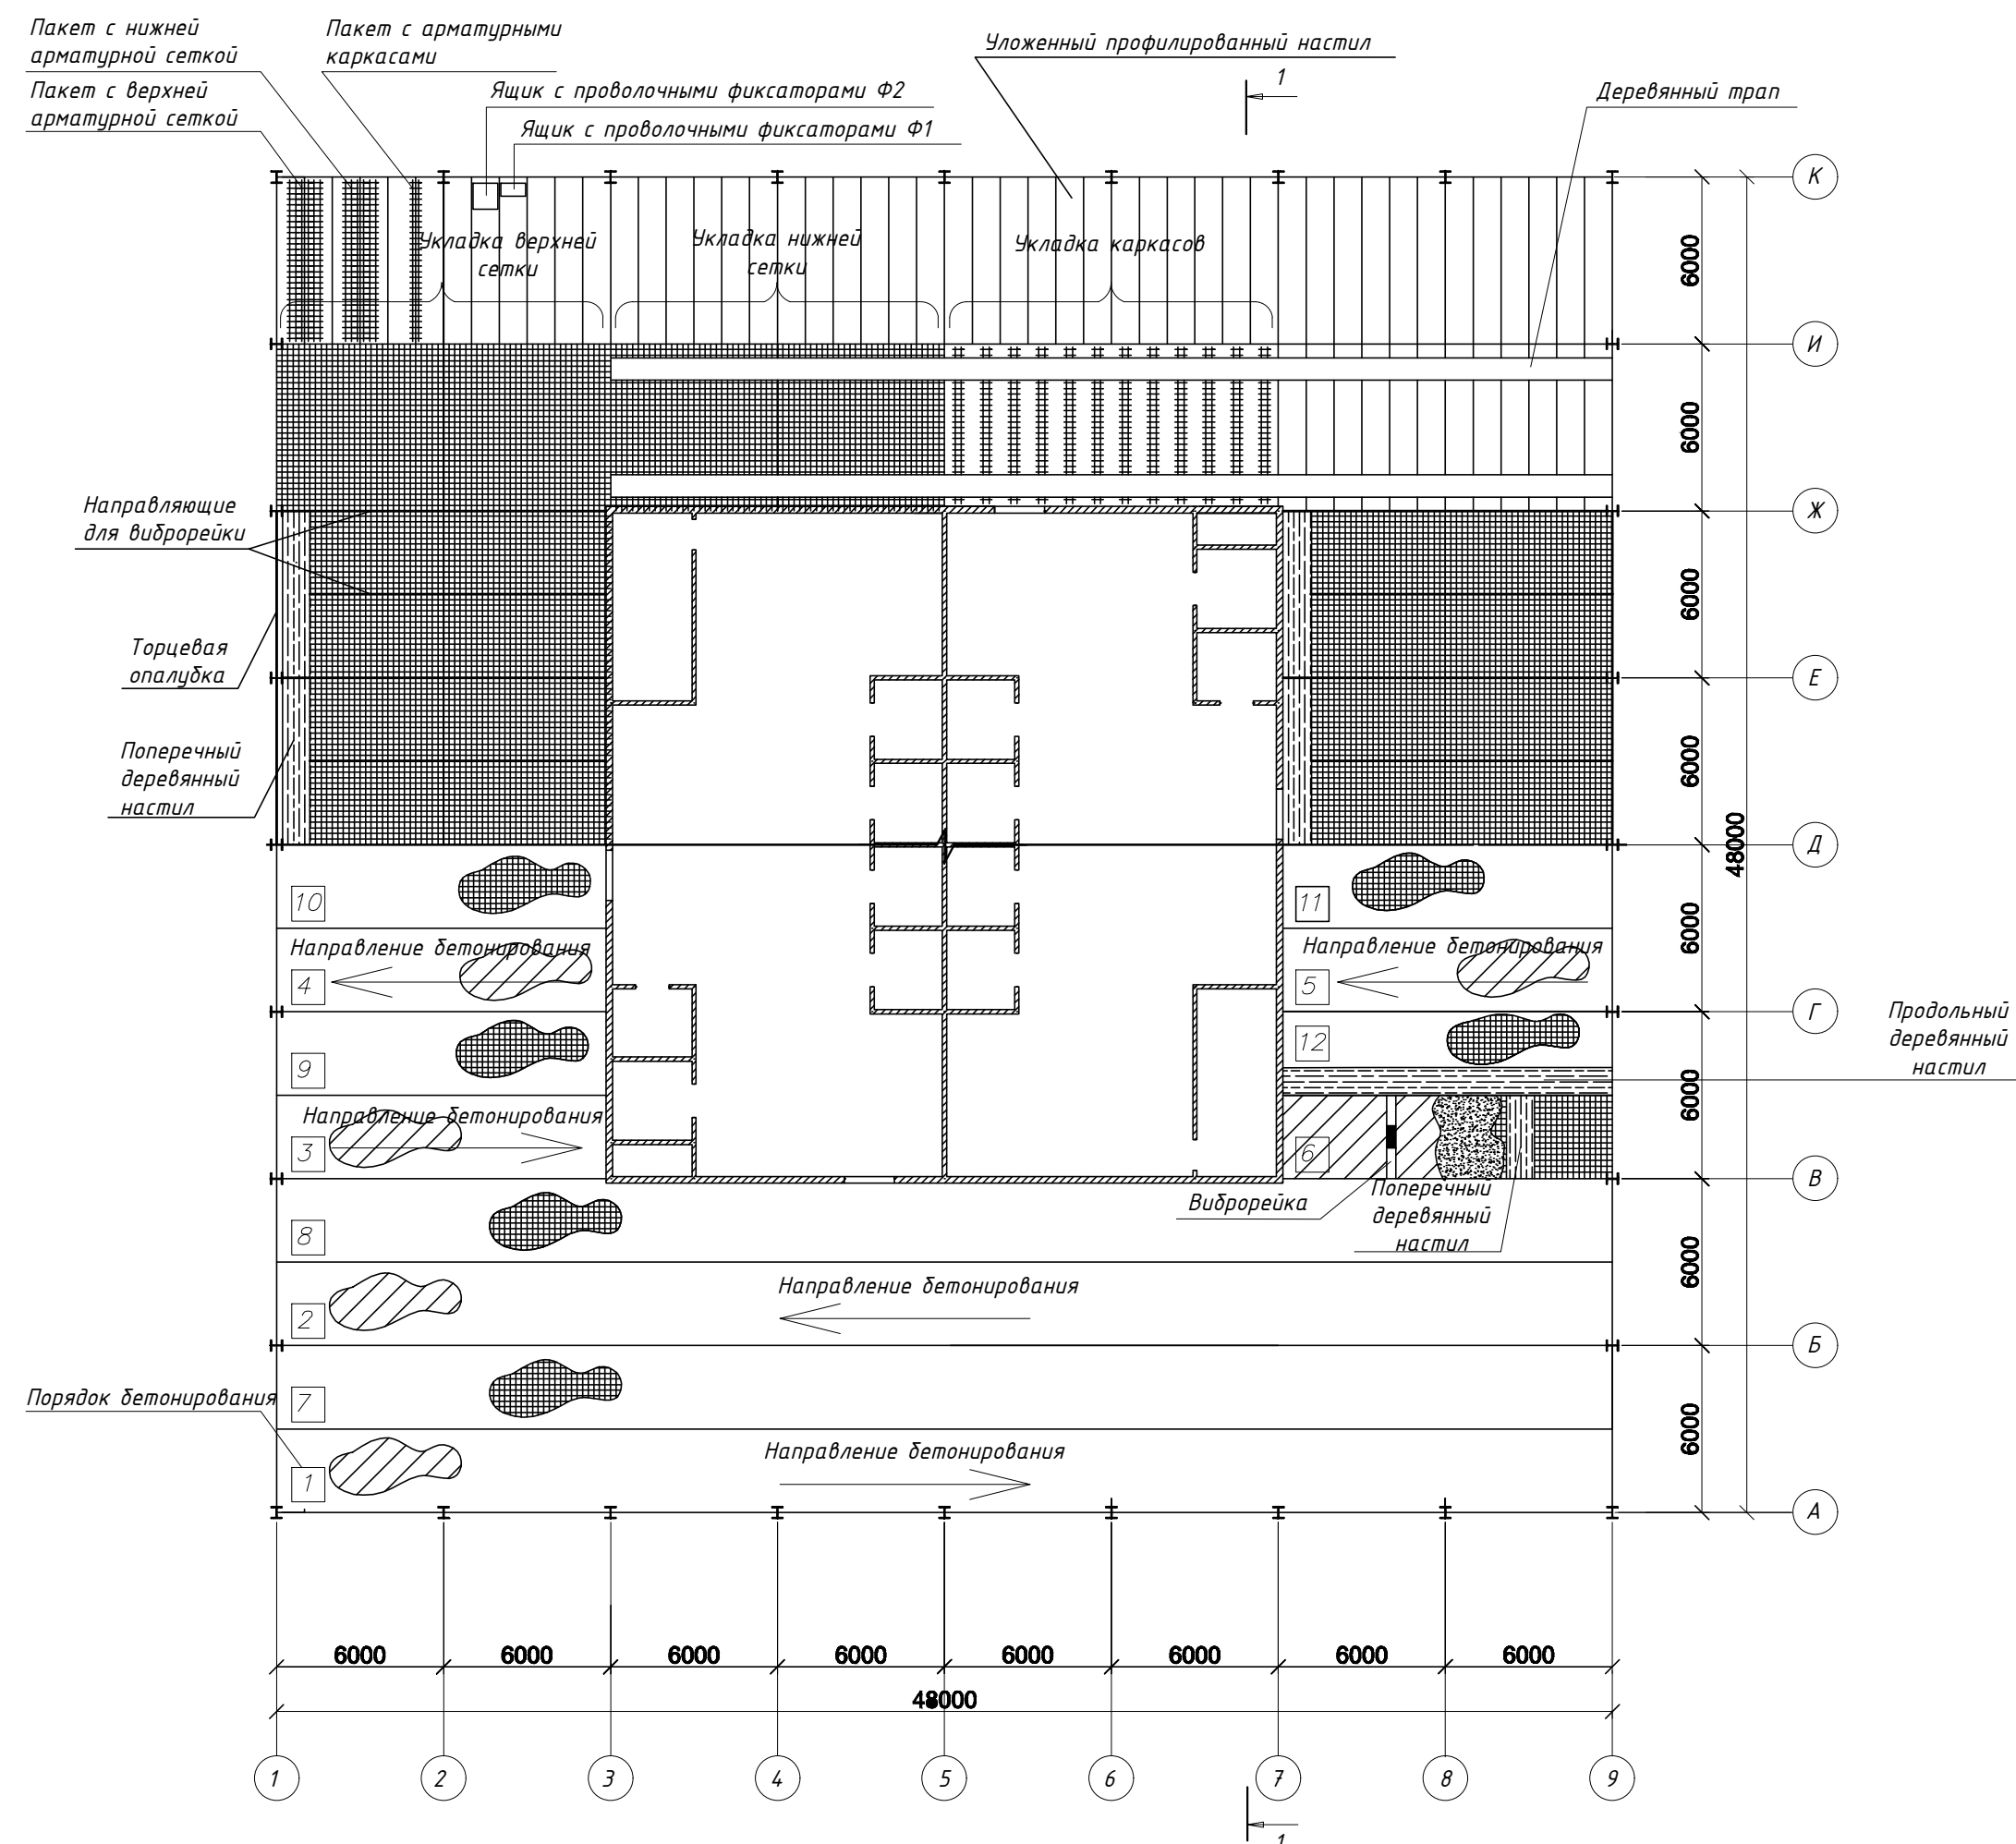 Пакет с нижней
арматурной сеткой
Пакет с верхней
арматурной сеткой
Пакет с арматурными
каркасами
Ящик с проволочными фиксаторами Ф2
Ящик с проволочными фиксаторами Ф1
Уложенный профилированный настил
1
Деревянный трап
К
Укладка верхней
сетки
Укладка нижней
сетки
Укладка каркасов
6000
И
6000
Направляющие
для виброрейки
Ж
6000
Торцевая
опалубка
Е
Поперечный
деревянный
настил
6000
Д
48000
10
11
6000
Направление бетонирования
4
Направление бетонирования
5
Г
Продольный
деревянный
настил
9
12
6000
Направление бетонирования
3
6
В
Виброрейка
Поперечный
деревянный
настил
8
6000
Направление бетонирования
2
Б
7
Порядок бетонирования
6000
Направление бетонирования
1
А
6000 6000 6000 6000 6000 6000 6000 6000
48000
1 2 3 4 5 6 7 8 9
1